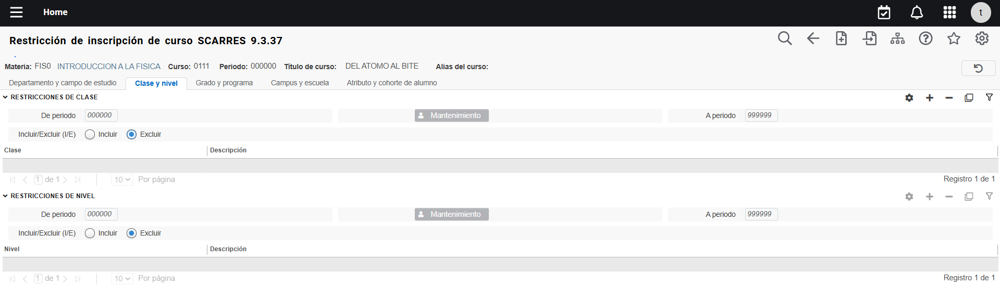 Home
t
Restricción de inscripción de curso SCARRES 9.3.37
Materia: FIS0 INTRODUCCION A LA FISICA Curso: 0111 Periodo: 000000 Título de curso: DEL ATOMO AL BITE Alias del curso:
Departamento y campo de estudio Clase y nivel Grado y programa Campus y escuela Atributo y cohorte de alumno
RESTRICCIONES DE CLASE
De periodo 000000 Mantenimiento A periodo 999999
Incluir/Excluir (I/E) Incluir Excluir
Clase Descripción
1 de 1 10 Por página Registro 1 de 1
RESTRICCIONES DE NIVEL
De periodo 000000 Mantenimiento A periodo 999999
Incluir/Excluir (I/E) Incluir Excluir
Nivel Descripción
1 de 1 10 Por página Registro 1 de 1